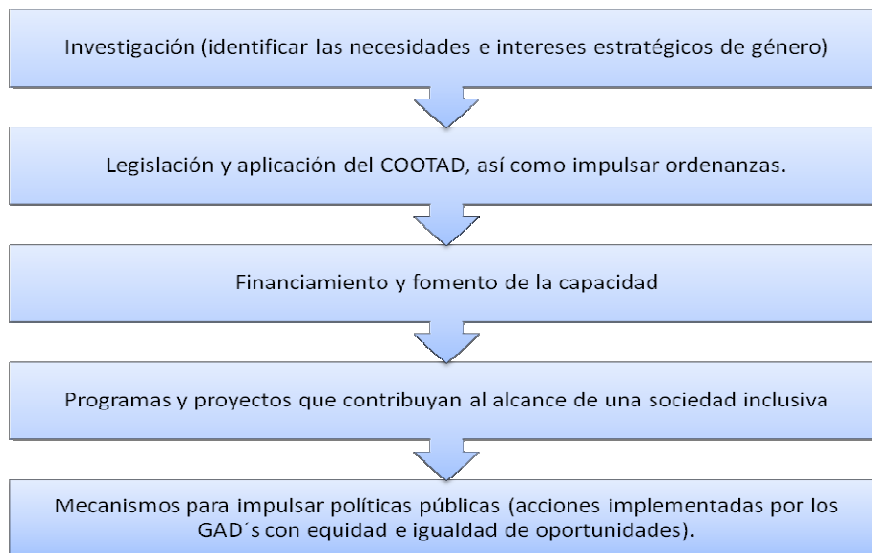 Investigación (identificar las necesidades e intereses estratégicos de género)
Legislación y aplicación del COOTAD, así como impulsar ordenanzas.
Financiamiento y fomento de la capacidad
Programas y proyectos que contribuyan al alcance de una sociedad inclusiva
Mecanismos para impulsar políticas públicas (acciones implementadas por los
GAD´s con equidad e igualdad de oportunidades).